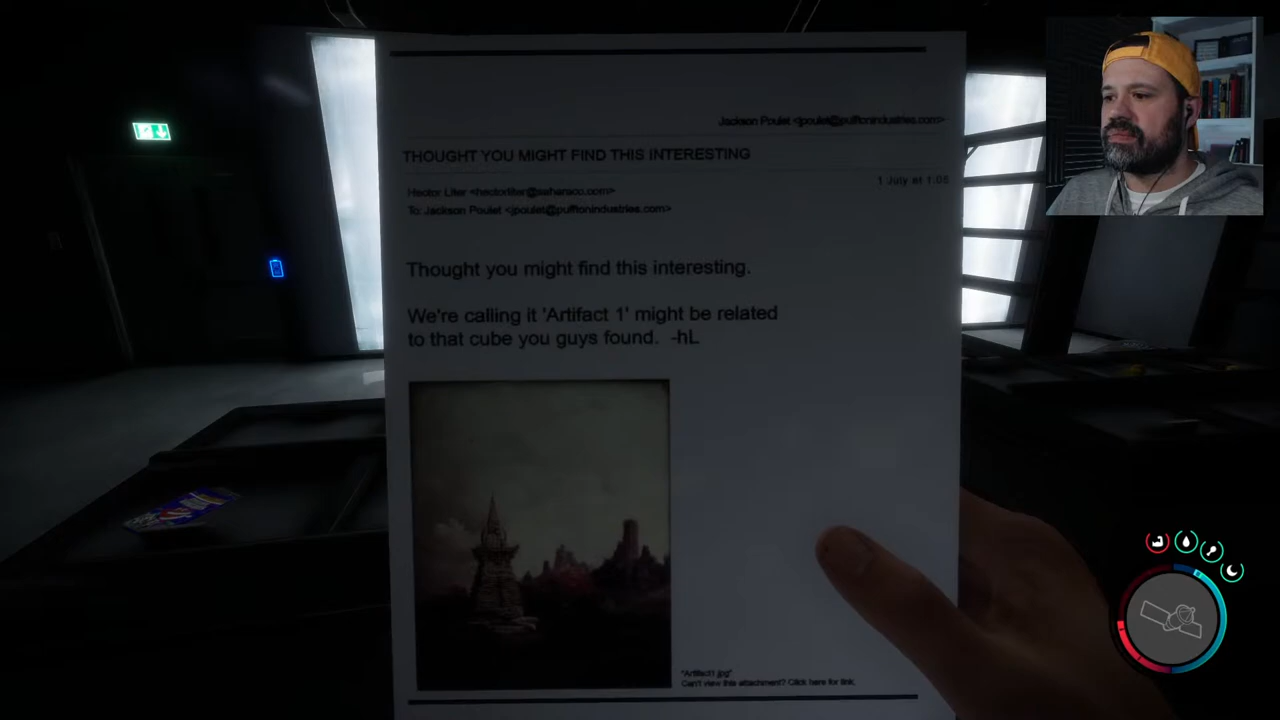 Jackson Poulet <jpoulet@puffionindustries.com>
THOUGHT YOU MIGHT FIND THIS INTERESTING
Hector Liter <hectorliter@saharaco.com>
1 July at 1:05
To: Jackson Poulet <jpoulet@puffionindustries.com>
Thought you might find this interesting.
We're calling it 'Artifact 1' might be related
to that cube you guys found. -hL
"Artifact1.jpg"
Can't view this attachment? Click here for link.